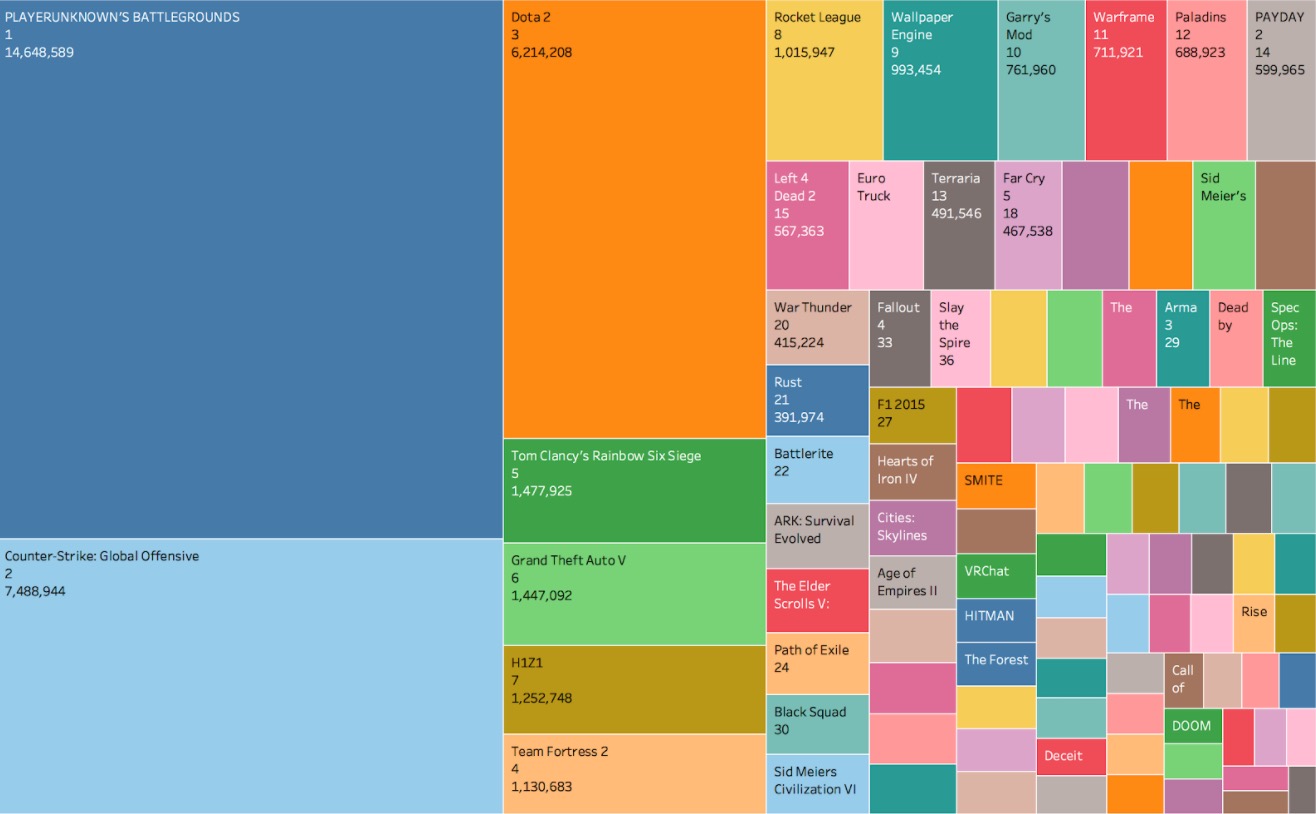 PLAYERUNKNOWN'S BATTLEGROUNDS
1
14,648,589
Counter-Strike: Global Offensive
2
7,488,944
Dota 2
3
6,214,208
Tom Clancy's Rainbow Six Siege
5
1,477,925
Grand Theft Auto V
6
1,447,092
H1Z1
7
1,252,748
Team Fortress 2
4
1,130,683
Rocket League
8
1,015,947
Wallpaper
Engine
9
993,454
Garry's
Mod
10
761,960
Warframe
11
711,921
Paladins
12
688,923
PAYDAY
2
14
599,965
Left 4
Dead 2
15
567,363
Euro
Truck
Terraria
13
491,546
Far Cry
5
18
467,538
Sid
Meier's
War Thunder
20
415,224
Rust
21
391,974
Battlerite
22
ARK: Survival
Evolved
The Elder
Scrolls V:
Path of Exile
24
Black Squad
30
Sid Meiers
Civilization VI
Fallout
4
33
Slay
the
Spire
36
The
Arma
3
29
Dead
by
Spec
Ops:
The
Line
F1 2015
27
Hearts of
Iron IV
Cities:
Skylines
Age of
Empires II
The
The
SMITE
VRChat
HITMAN
The Forest
Deceit
Rise
Call
of
DOOM